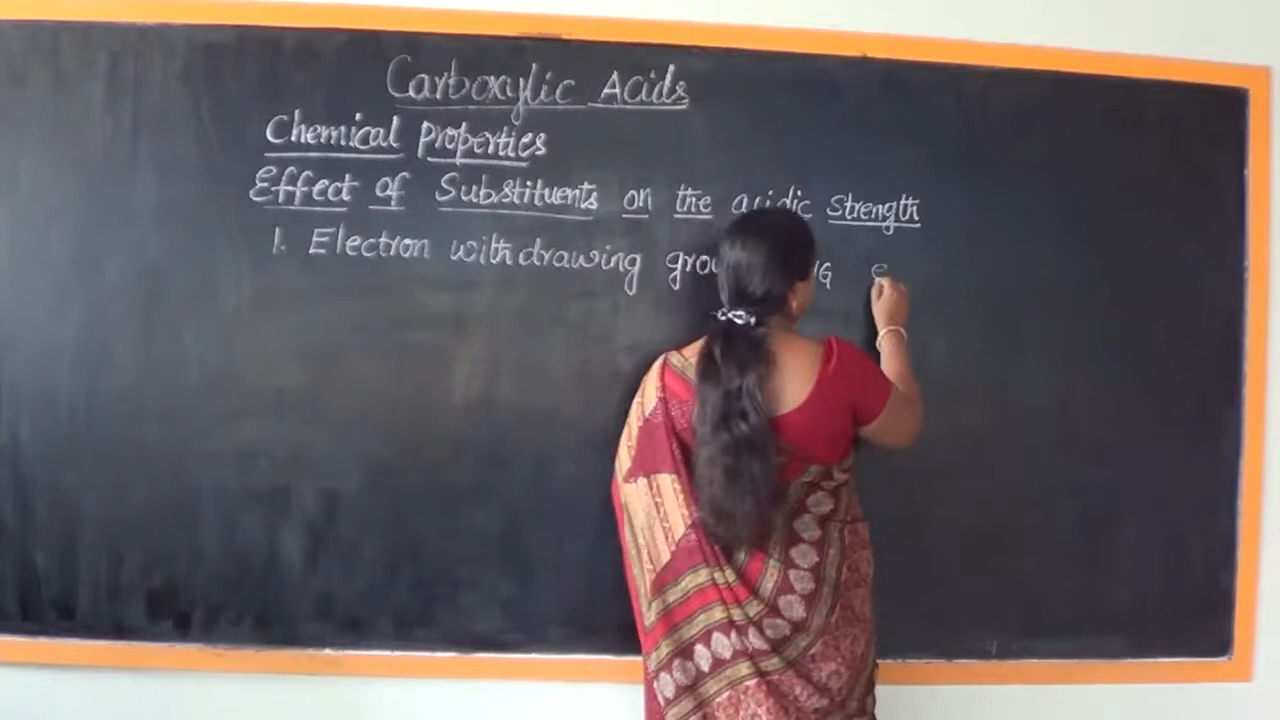 Carboxylic Acids
Chemical Properties
Effect of Substituents on the acidic Strength
1. Electron withdrawing